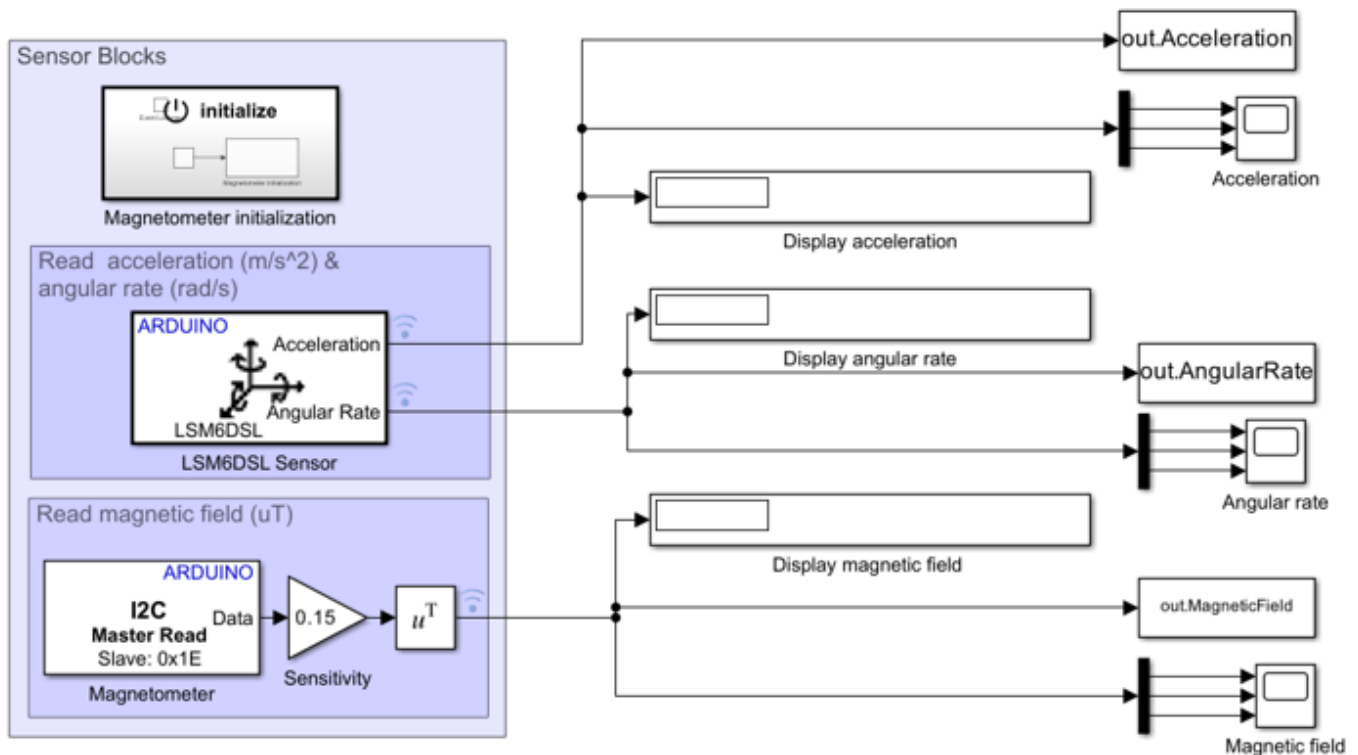 Sensor Blocks
initialize
Magnetometer initialization
Magnetometer initialization
Read acceleration (m/s^2) &
angular rate (rad/s)
ARDUINO
Acceleration
Angular Rate
LSM6DSL
LSM6DSL Sensor
Read magnetic field (uT)
ARDUINO
I2C
Master Read
Slave: 0x1E
Data
Magnetometer
0.15
Sensitivity
u^T
out.Acceleration
Acceleration
Display acceleration
Display angular rate
out.AngularRate
Angular rate
Display magnetic field
out.MagneticField
Magnetic field